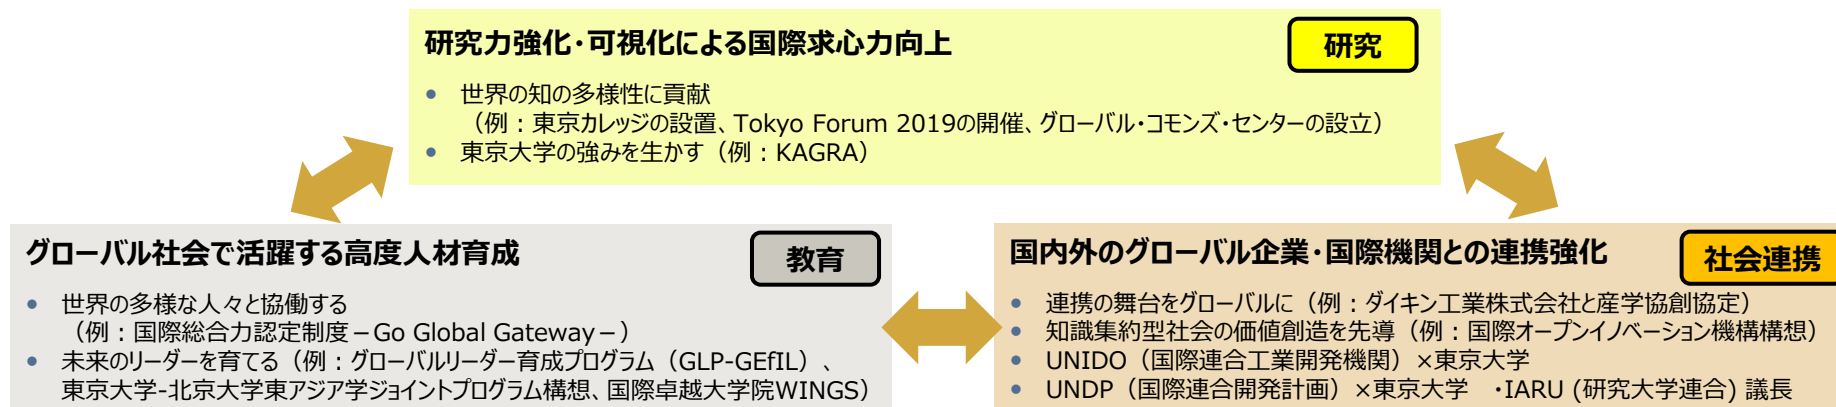 研究力強化・可視化による国際求心力向上
研究
• 世界の知の多様性に貢献
（例：東京カレッジの設置、Tokyo Forum 2019の開催、グローバル・コモンズ・センターの設立）
• 東京大学の強みを生かす（例：KAGRA）
グローバル社会で活躍する高度人材育成
教育
• 世界の多様な人々と協働する
（例：国際総合力認定制度－Go Global Gateway－）
• 未来のリーダーを育てる（例：グローバルリーダー育成プログラム（GLP-GEfIL）、
東京大学-北京大学東アジア学ジョイントプログラム構想、国際卓越大学院WINGS）
国内外のグローバル企業・国際機関との連携強化
社会連携
• 連携の舞台をグローバルに（例：ダイキン工業株式会社と産学協創協定）
• 知識集約型社会の価値創造を先導（例：国際オープンイノベーション機構構想）
• UNIDO（国際連合工業開発機関）×東京大学
• UNDP（国際連合開発計画）×東京大学　・IARU (研究大学連合) 議長